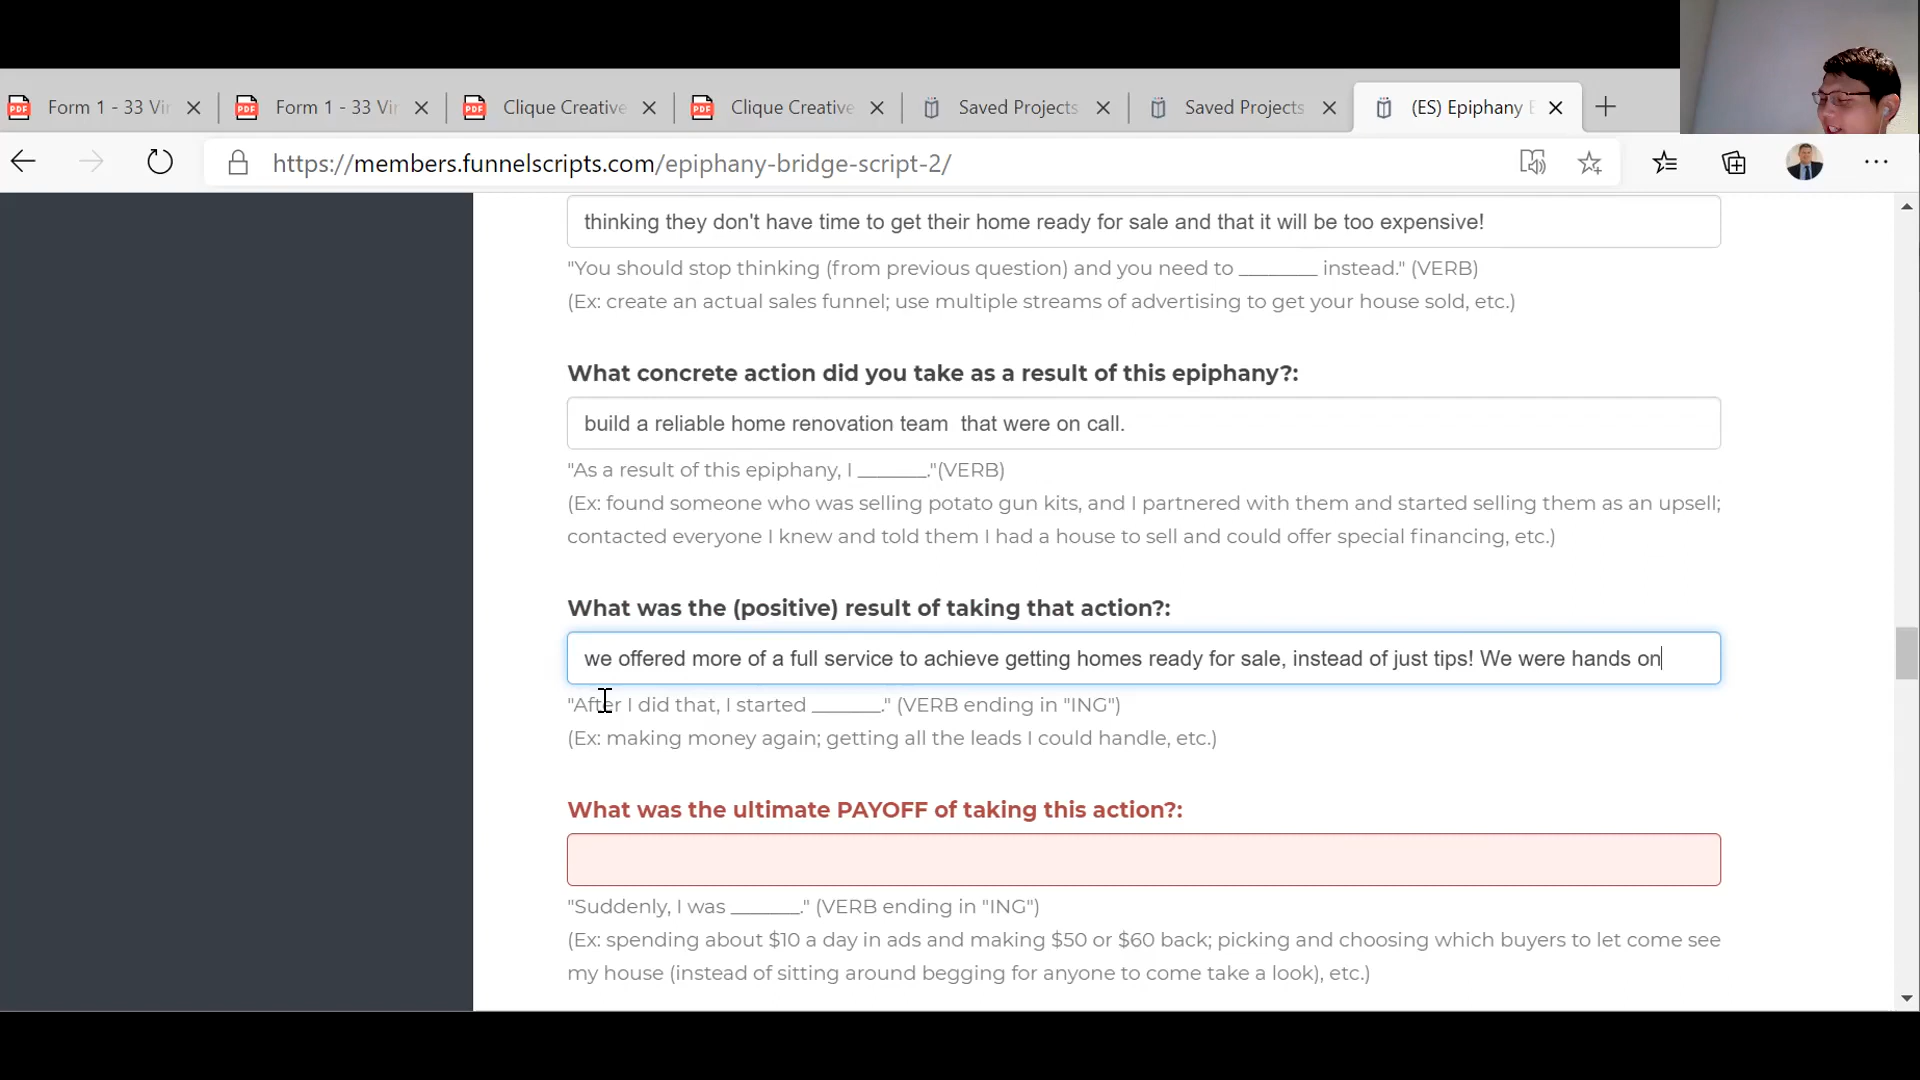 Form 1 - 33 Vir
Form 1 - 33 Vir
Clique Creative
Clique Creative
Saved Projects
Saved Projects
(ES) Epiphany B
https://members.funnelscripts.com/epiphany-bridge-script-2/
thinking they don't have time to get their home ready for sale and that it will be too expensive!
"You should stop thinking (from previous question) and you need to ________ instead." (VERB)
(Ex: create an actual sales funnel; use multiple streams of advertising to get your house sold, etc.)
What concrete action did you take as a result of this epiphany?:
build a reliable home renovation team  that were on call.
"As a result of this epiphany, I _______."(VERB)
(Ex: found someone who was selling potato gun kits, and I partnered with them and started selling them as an upsell;
contacted everyone I knew and told them I had a house to sell and could offer special financing, etc.)
What was the (positive) result of taking that action?:
we offered more of a full service to achieve getting homes ready for sale, instead of just tips! We were hands on
"After I did that, I started _______." (VERB ending in "ING")
(Ex: making money again; getting all the leads I could handle, etc.)
What was the ultimate PAYOFF of taking this action?:
"Suddenly, I was _______." (VERB ending in "ING")
(Ex: spending about $10 a day in ads and making $50 or $60 back; picking and choosing which buyers to let come see
my house (instead of sitting around begging for anyone to come take a look), etc.)